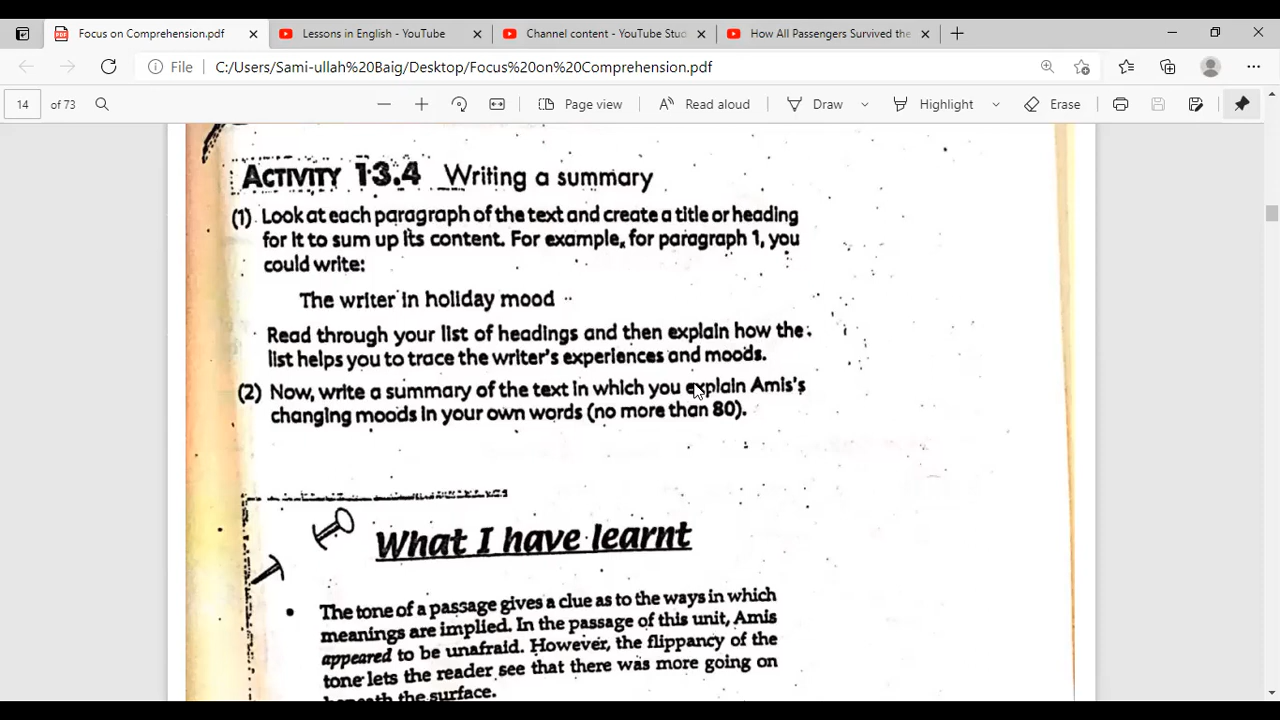 Focus on Comprehension.pdf
Lessons in English - YouTube
Channel content - YouTube Stud
How All Passengers Survived the
File
C:/Users/Sami-ullah%20Baig/Desktop/Focus%20on%20Comprehension.pdf
14 of 73
Page view
Read aloud
Draw
Highlight
Erase
ACTIVITY 13.4 Writing a summary
(1) Look at each paragraph of the text and create a title or heading
for it to sum up its content. For example, for paragraph 1, you
could write:
The writer in holiday mood
Read through your list of headings and then explain how the
list helps you to trace the writer's experiences and moods.
(2) Now, write a summary of the text in which you explain Amis's
changing moods in your own words (no more than 80).
What I have learnt
• The tone of a passage gives a clue as to the ways in which
meanings are implied. In the passage of this unit, Amis
appeared to be unafraid. However, the flippancy of the
tone lets the reader see that there was more going on
beneath the surface.